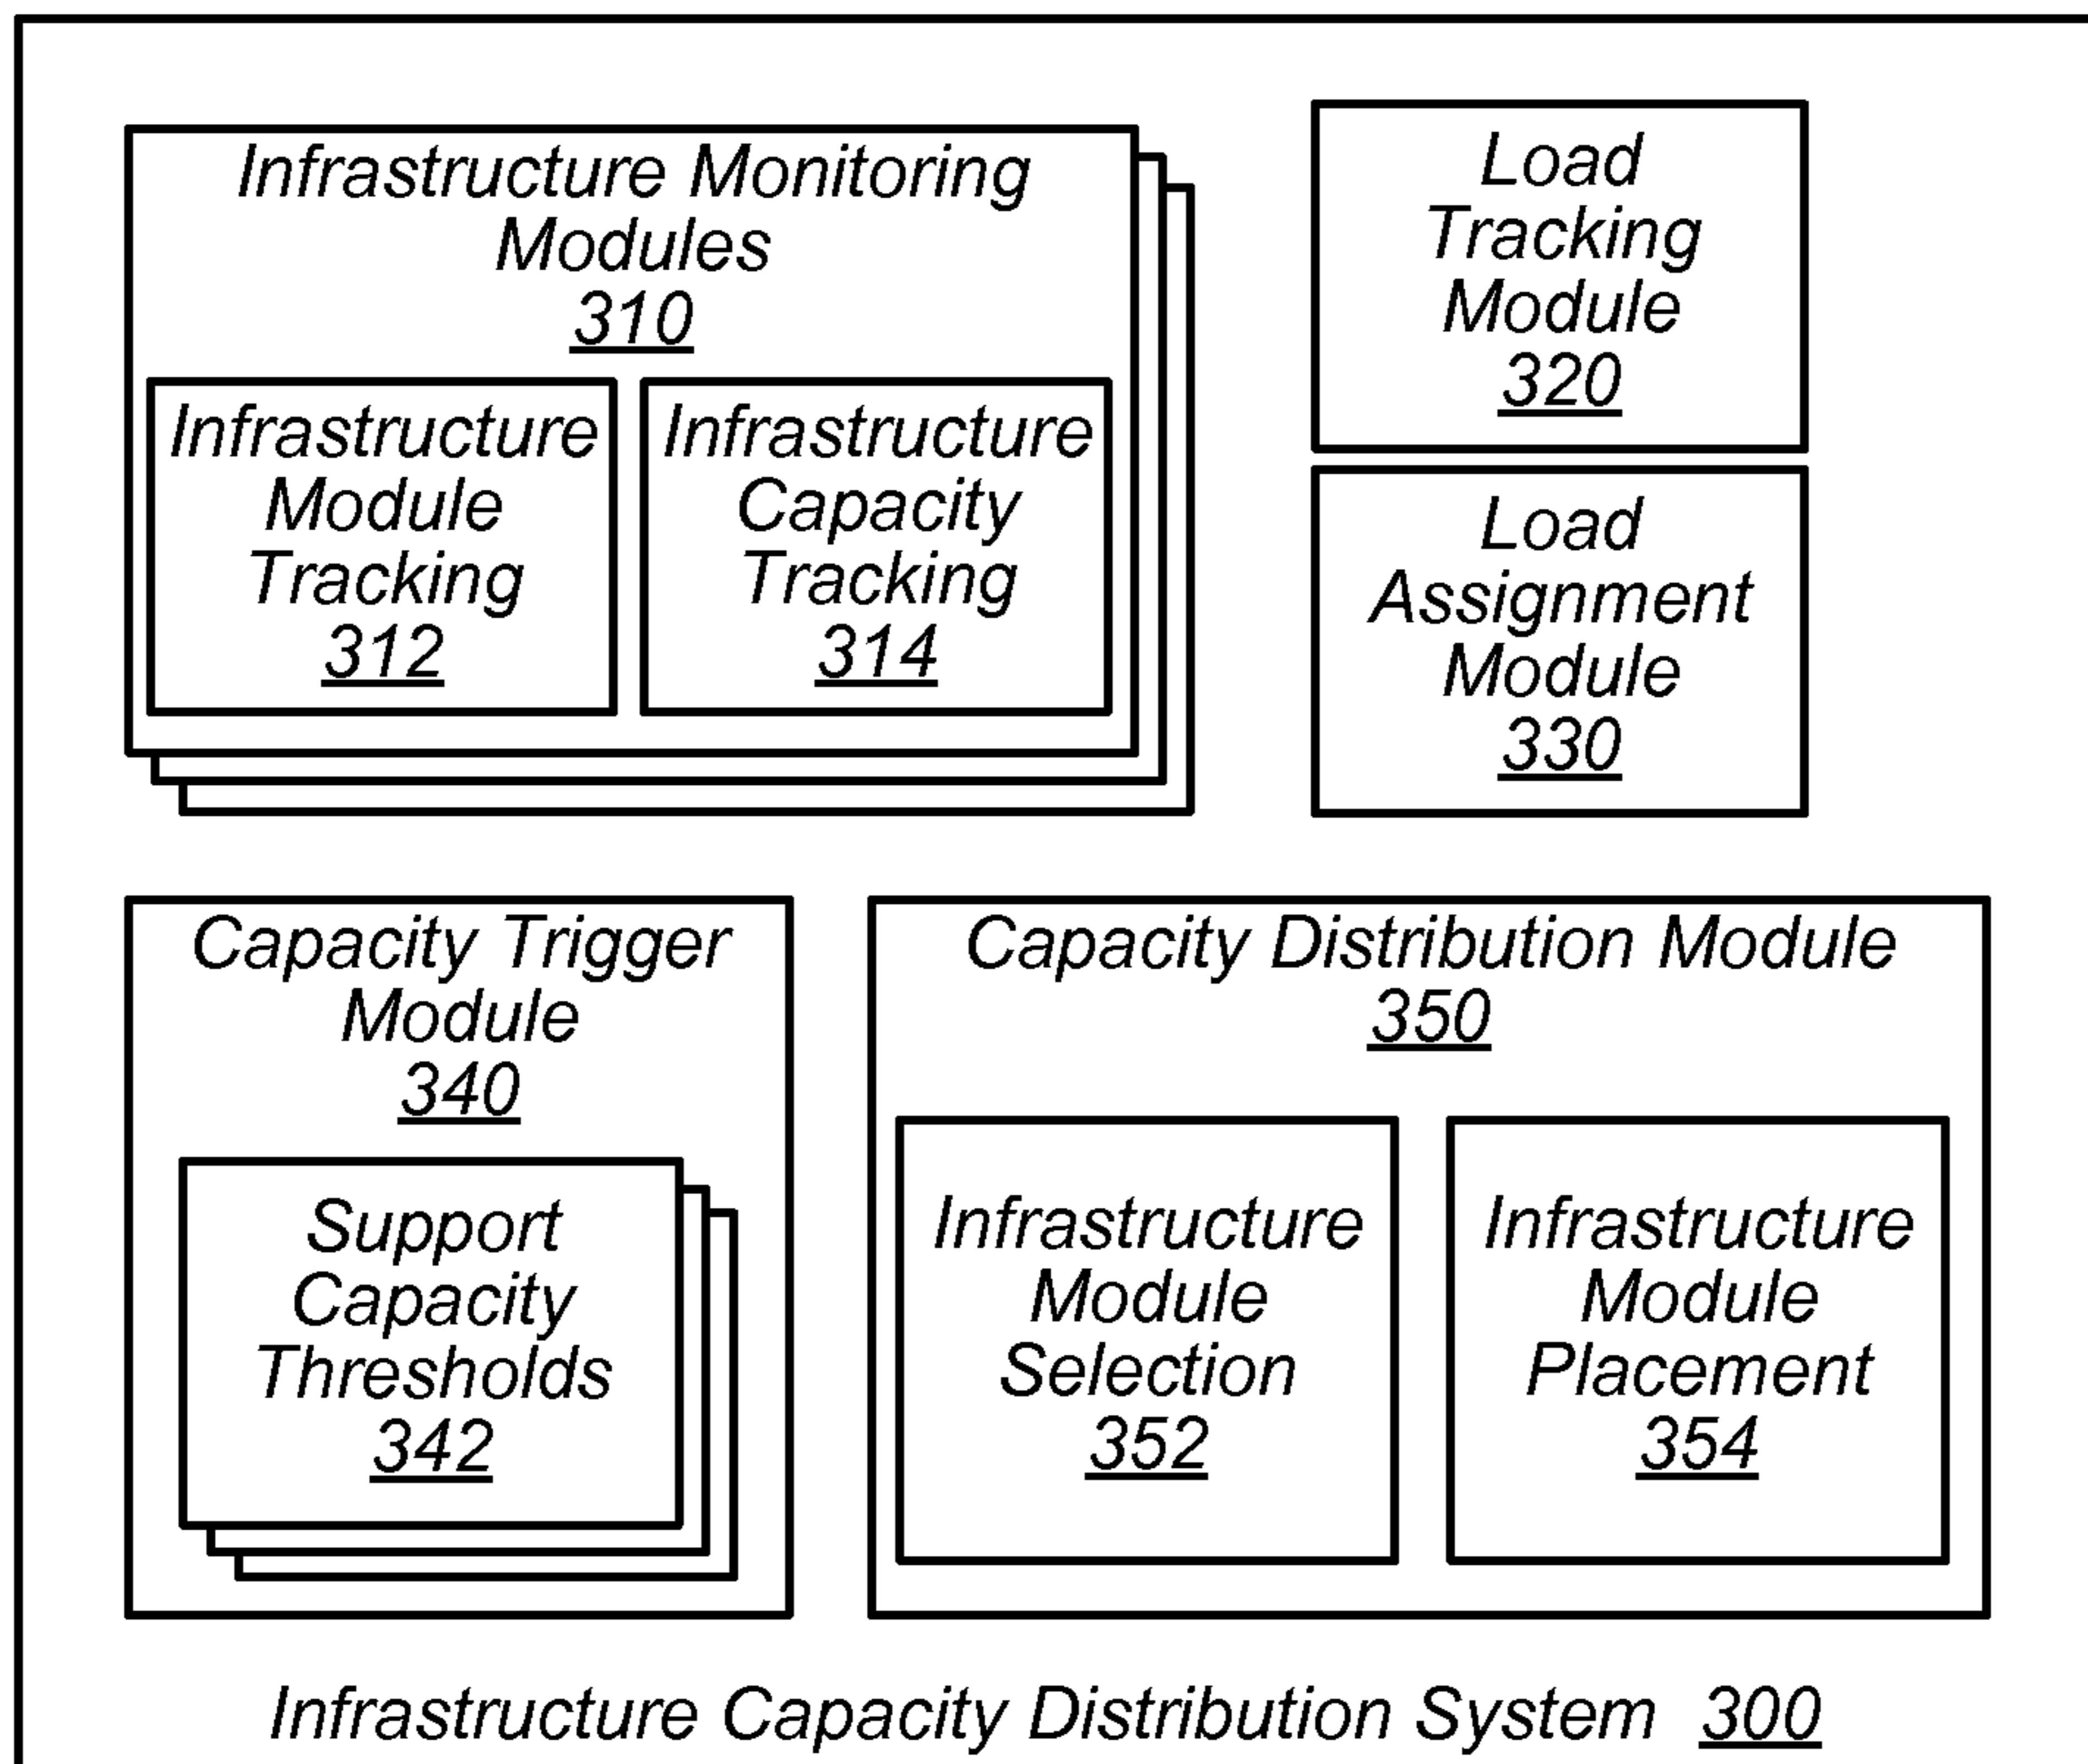 Infrastructure Monitoring
Modules
310
Infrastructure
Module
Tracking
312
Infrastructure
Capacity
Tracking
314
Load
Tracking
Module
320
Load
Assignment
Module
330
Capacity Trigger
Module
340
Support
Capacity
Thresholds
342
Capacity Distribution Module
350
Infrastructure
Module
Selection
352
Infrastructure
Module
Placement
354
Infrastructure Capacity Distribution System 300